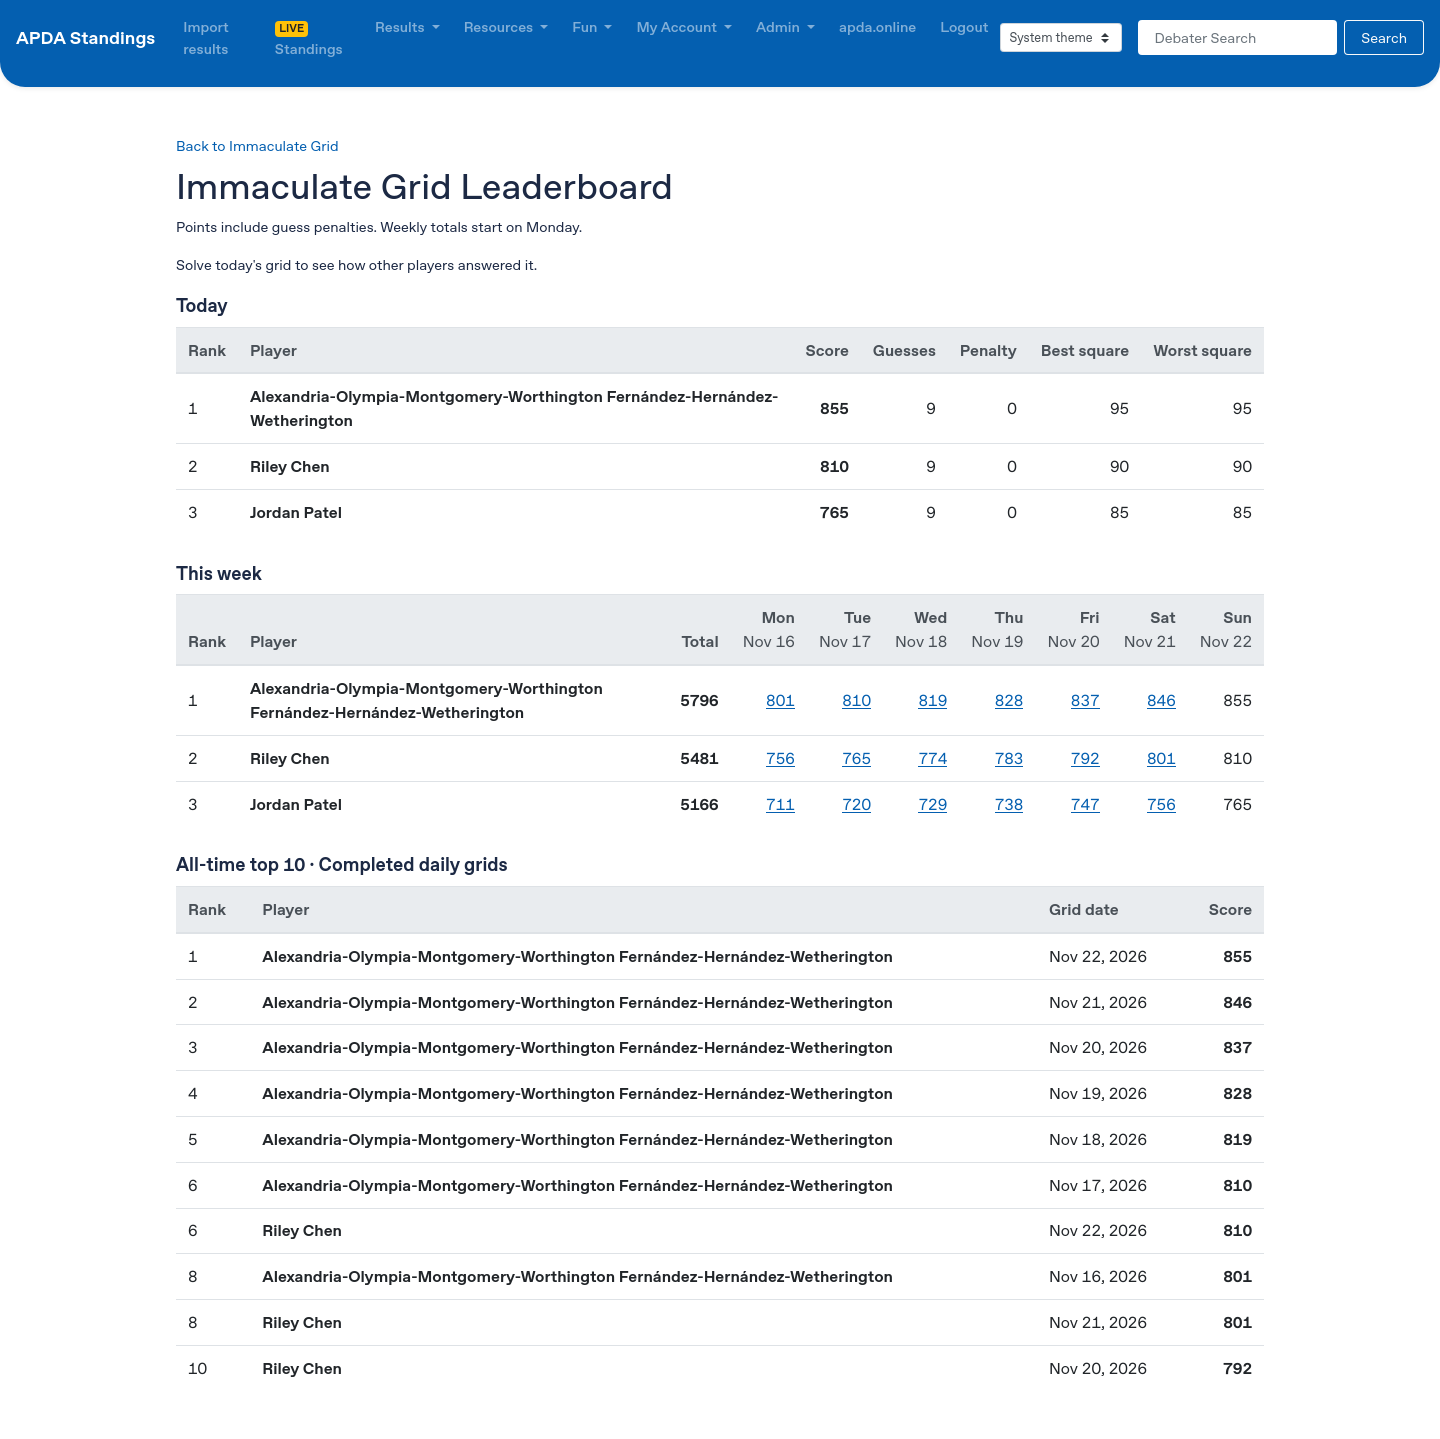 APDA Standings
Import results
LIVE Standings
Results
Resources
Fun
My Account
Admin
apda.online
Logout
System theme
Debater Search
Search
Back to Immaculate Grid
Immaculate Grid Leaderboard
Points include guess penalties. Weekly totals start on Monday.
Solve today's grid to see how other players answered it.
Today
Rank Player Score Guesses Penalty Best square Worst square
1 Alexandria-Olympia-Montgomery-Worthington Fernández-Hernández-Wetherington 855 9 0 95 95
2 Riley Chen 810 9 0 90 90
3 Jordan Patel 765 9 0 85 85
This week
Rank Player Total Mon Nov 16 Tue Nov 17 Wed Nov 18 Thu Nov 19 Fri Nov 20 Sat Nov 21 Sun Nov 22
1 Alexandria-Olympia-Montgomery-Worthington Fernández-Hernández-Wetherington 5796 801 810 819 828 837 846 855
2 Riley Chen 5481 756 765 774 783 792 801 810
3 Jordan Patel 5166 711 720 729 738 747 756 765
All-time top 10 · Completed daily grids
Rank Player Grid date Score
1 Alexandria-Olympia-Montgomery-Worthington Fernández-Hernández-Wetherington Nov 22, 2026 855
2 Alexandria-Olympia-Montgomery-Worthington Fernández-Hernández-Wetherington Nov 21, 2026 846
3 Alexandria-Olympia-Montgomery-Worthington Fernández-Hernández-Wetherington Nov 20, 2026 837
4 Alexandria-Olympia-Montgomery-Worthington Fernández-Hernández-Wetherington Nov 19, 2026 828
5 Alexandria-Olympia-Montgomery-Worthington Fernández-Hernández-Wetherington Nov 18, 2026 819
6 Alexandria-Olympia-Montgomery-Worthington Fernández-Hernández-Wetherington Nov 17, 2026 810
6 Riley Chen Nov 22, 2026 810
8 Alexandria-Olympia-Montgomery-Worthington Fernández-Hernández-Wetherington Nov 16, 2026 801
8 Riley Chen Nov 21, 2026 801
10 Riley Chen Nov 20, 2026 792